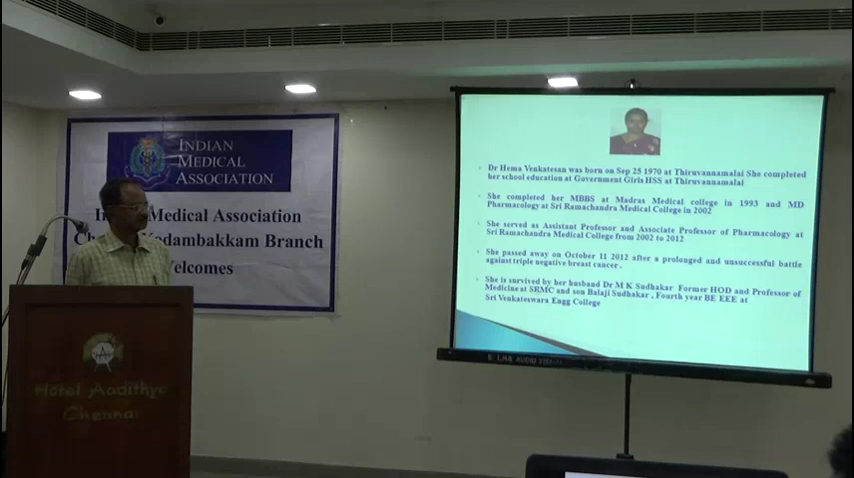 INDIAN
MEDICAL
ASSOCIATION
Medical Association
Kodambakkam Branch
Welcomes
Hotel Aadithya
Chennai
Dr Hema Venkatesan was born on Sep 25 1970 at Thiruvannamalai She completed
her school education at Government Girls HSS at Thiruvannamalai
She completed her MBBS at Madras Medical college in 1993 and MD
Pharmacology at Sri Ramachandra Medical College in 2002
She served as Assistant Professor and Associate Professor of Pharmacology at
Sri Ramachandra Medical College from 2002 to 2012
She passed away on October 11 2012 after a prolonged and unsuccessful battle
against triple negative breast cancer .
She is survived by her husband Dr M K Sudhakar Former HOD and Professor of
Medicine at SRMC and son Balaji Sudhakar , Fourth year BE EEE at
Sri Venkateswara Engg College
AUDIO